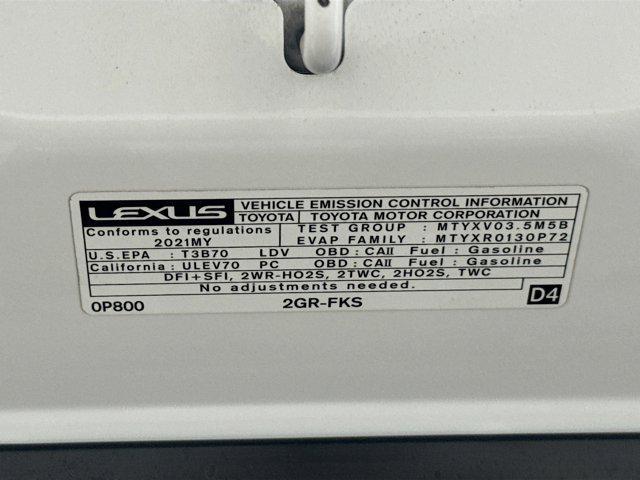 LEXUS VEHICLE EMISSION CONTROL INFORMATION
TOYOTA TOYOTA MOTOR CORPORATION
Conforms to regulations TEST GROUP : MTYXV03.5M5B
2021MY EVAP FAMILY : MTYXR0130P72
U.S.EPA : T3B70 LDV OBD : CAII Fuel : Gasoline
California : ULEV70 PC OBD : CAII Fuel : Gasoline
DFI+SFI, 2WR-HO2S, 2TWC, 2HO2S, TWC
No adjustments needed.
0P800 2GR-FKS D4